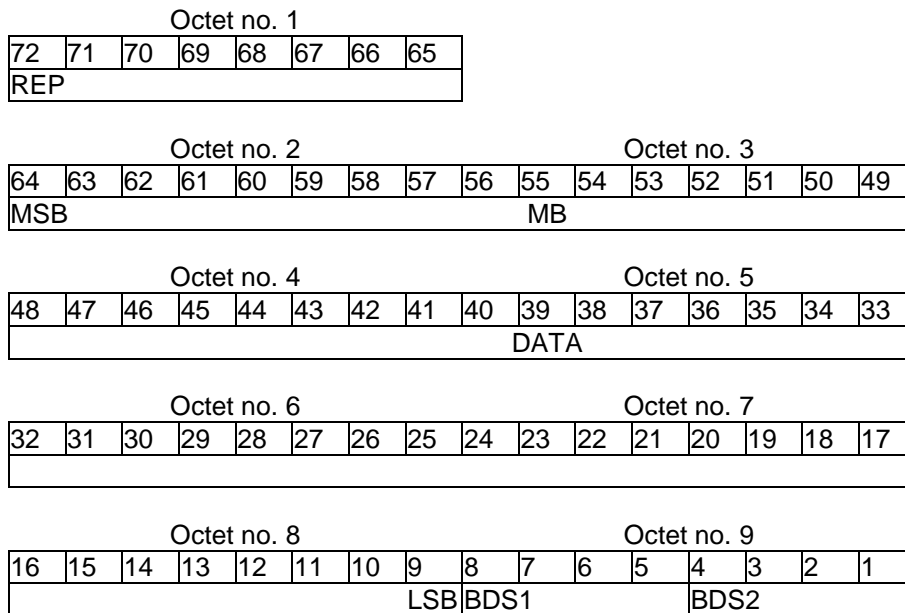 Octet no. 1
72 71 70 69 68 67 66 65
REP
Octet no. 2 Octet no. 3
64 63 62 61 60 59 58 57 56 55 54 53 52 51 50 49
MSB MB
Octet no. 4 Octet no. 5
48 47 46 45 44 43 42 41 40 39 38 37 36 35 34 33
DATA
Octet no. 6 Octet no. 7
32 31 30 29 28 27 26 25 24 23 22 21 20 19 18 17
Octet no. 8 Octet no. 9
16 15 14 13 12 11 10 9 8 7 6 5 4 3 2 1
LSB BDS1 BDS2